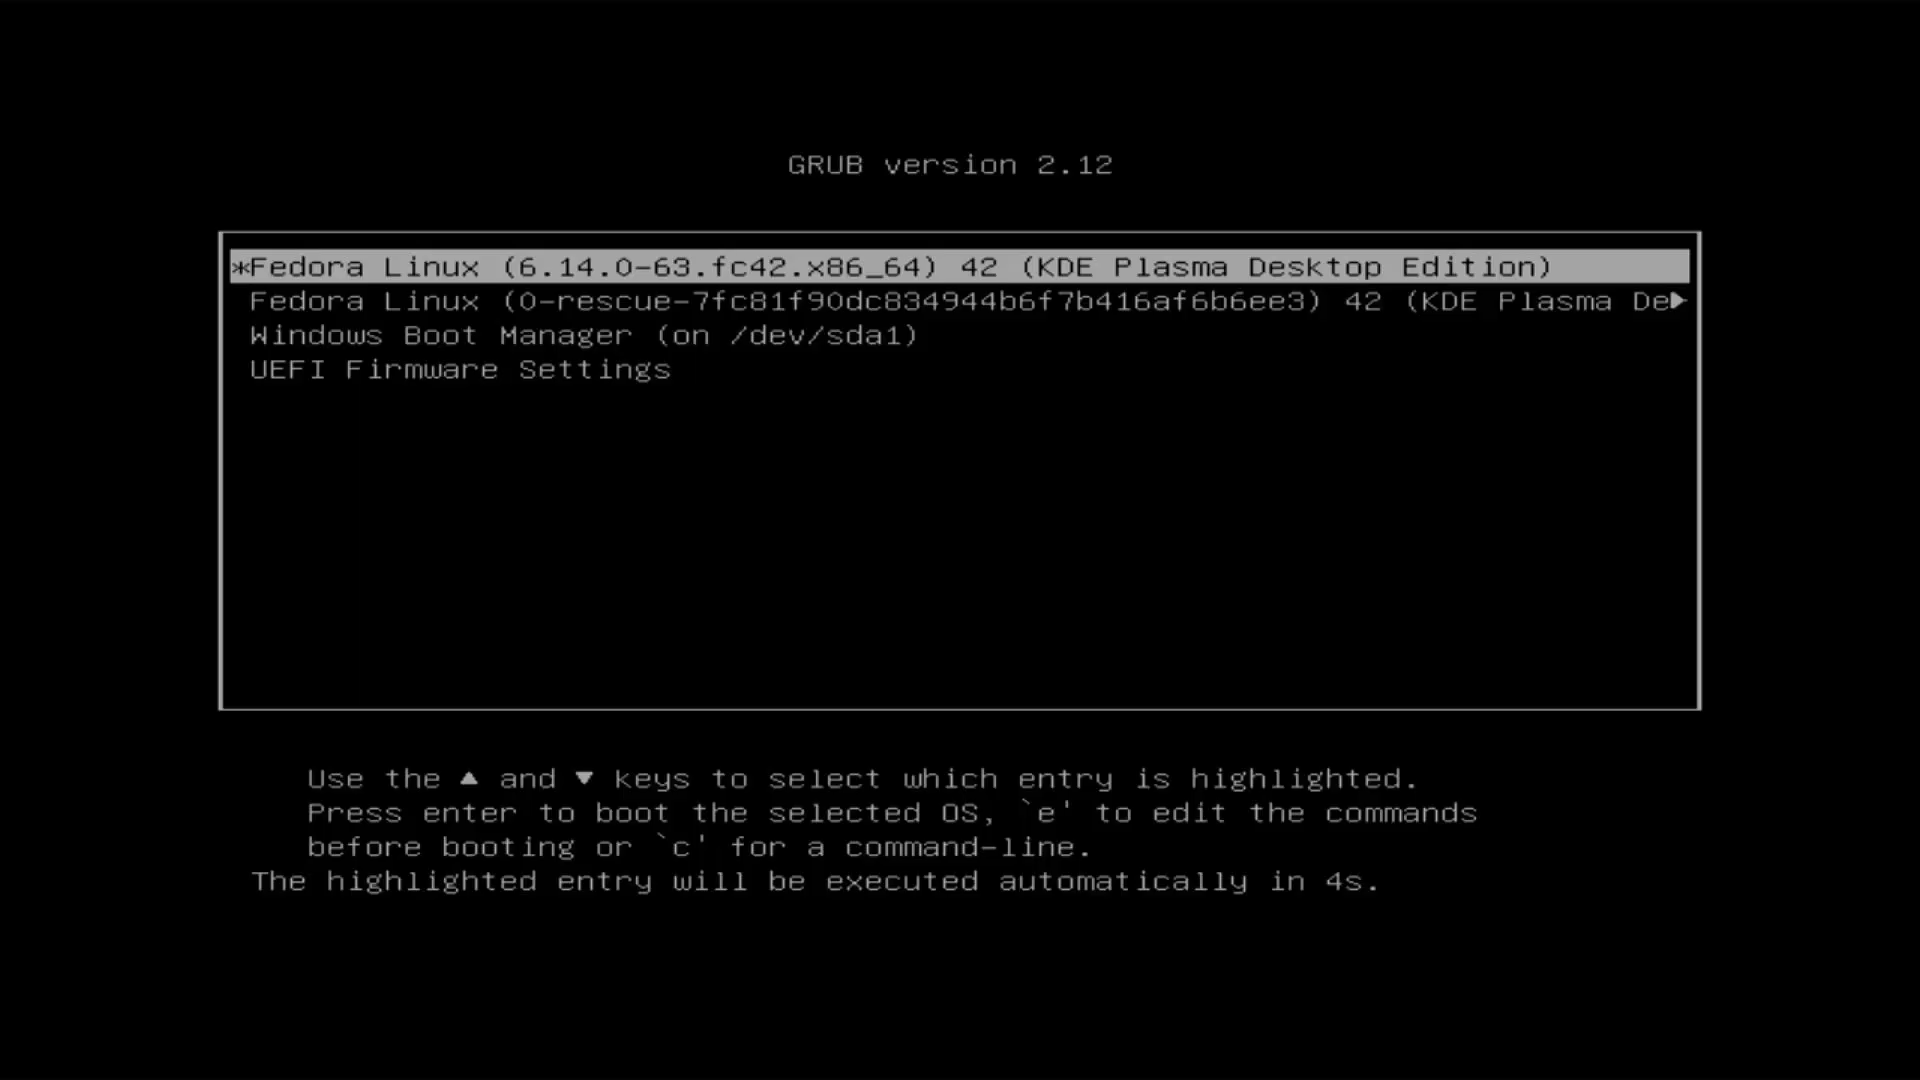 GRUB version 2.12
*Fedora Linux (6.14.0-63.fc42.x86_64) 42 (KDE Plasma Desktop Edition)
Fedora Linux (0-rescue-7fc81f90dc834944b6f7b416af6b6ee3) 42 (KDE Plasma De▶
Windows Boot Manager (on /dev/sda1)
UEFI Firmware Settings
Use the ▲ and ▼ keys to select which entry is highlighted.
Press enter to boot the selected OS, `e' to edit the commands
before booting or `c' for a command-line.
The highlighted entry will be executed automatically in 4s.